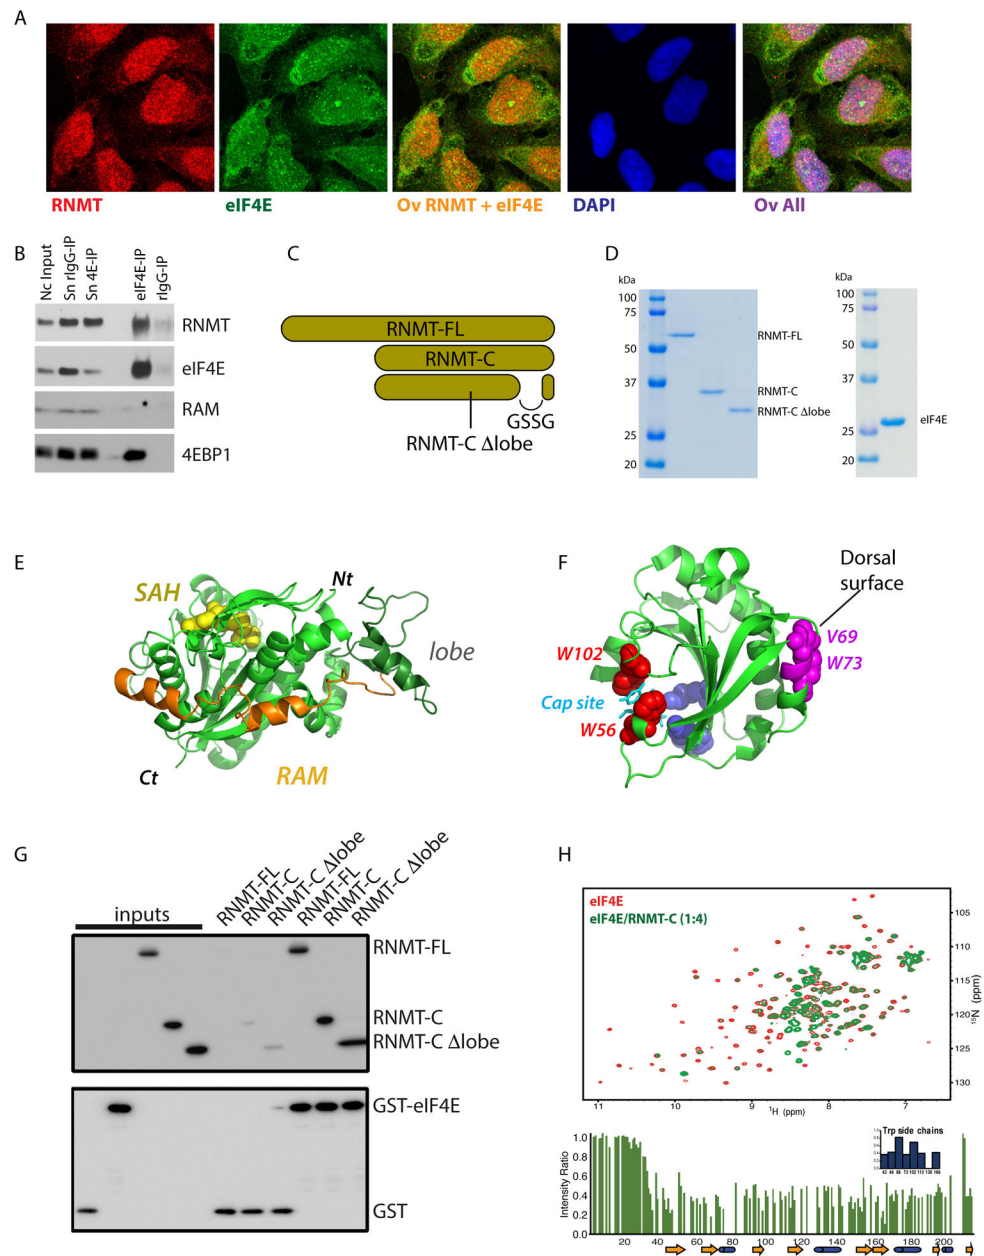 A
RNMT
eIF4E
Ov RNMT + eIF4E
DAPI
Ov All
B
Nc Input
Sn rIgG-IP
Sn 4E-IP
eIF4E-IP
rIgG-IP
RNMT
eIF4E
RAM
4EBP1
C
RNMT-FL
RNMT-C
GSSG
RNMT-C Δlobe
D
kDa
100
75
50
37
25
20
RNMT-FL
RNMT-C
RNMT-C Δlobe
kDa
100
75
50
37
25
20
eIF4E
E
SAH
Nt
lobe
Ct
RAM
F
Dorsal
surface
V69
W73
W102
Cap site
W56
G
inputs
RNMT-FL
RNMT-C
RNMT-C Δlobe
RNMT-FL
RNMT-C
RNMT-C Δlobe
RNMT-FL
RNMT-C
RNMT-C Δlobe
GST-eIF4E
GST
H
eIF4E
eIF4E/RNMT-C (1:4)
105
110
115
120
125
130
15N (ppm)
11 10 9 8 7
1H (ppm)
Trp side chains
Intensity Ratio
1.0
0.8
0.6
0.4
0.2
0.0
20 40 60 80 100 120 140 160 180 200